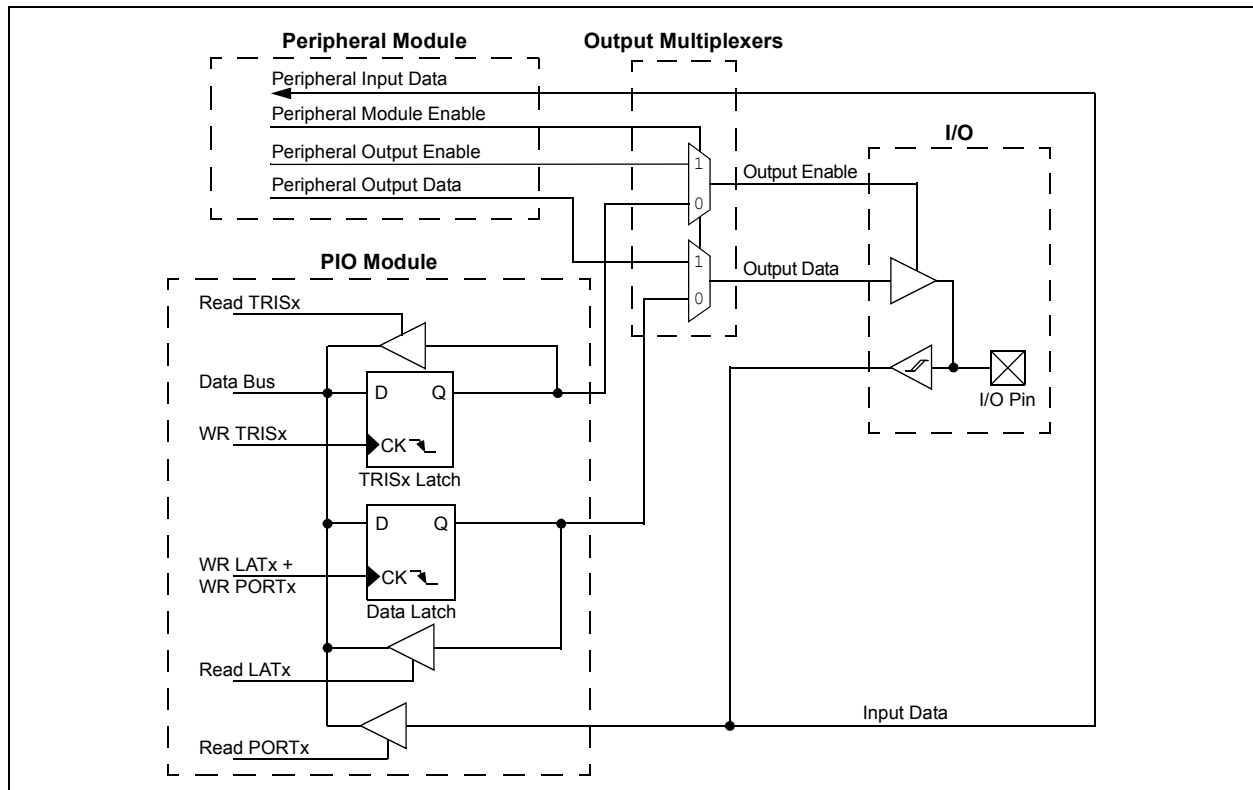 Peripheral Module
Output Multiplexers
Peripheral Input Data
Peripheral Module Enable
Peripheral Output Enable
Peripheral Output Data
1
0
1
0
Output Enable
Output Data
I/O
I/O Pin
PIO Module
Read TRISx
Data Bus
D Q
WR TRISx
CK
TRISx Latch
D Q
WR LATx +
WR PORTx
CK
Data Latch
Read LATx
Read PORTx
Input Data